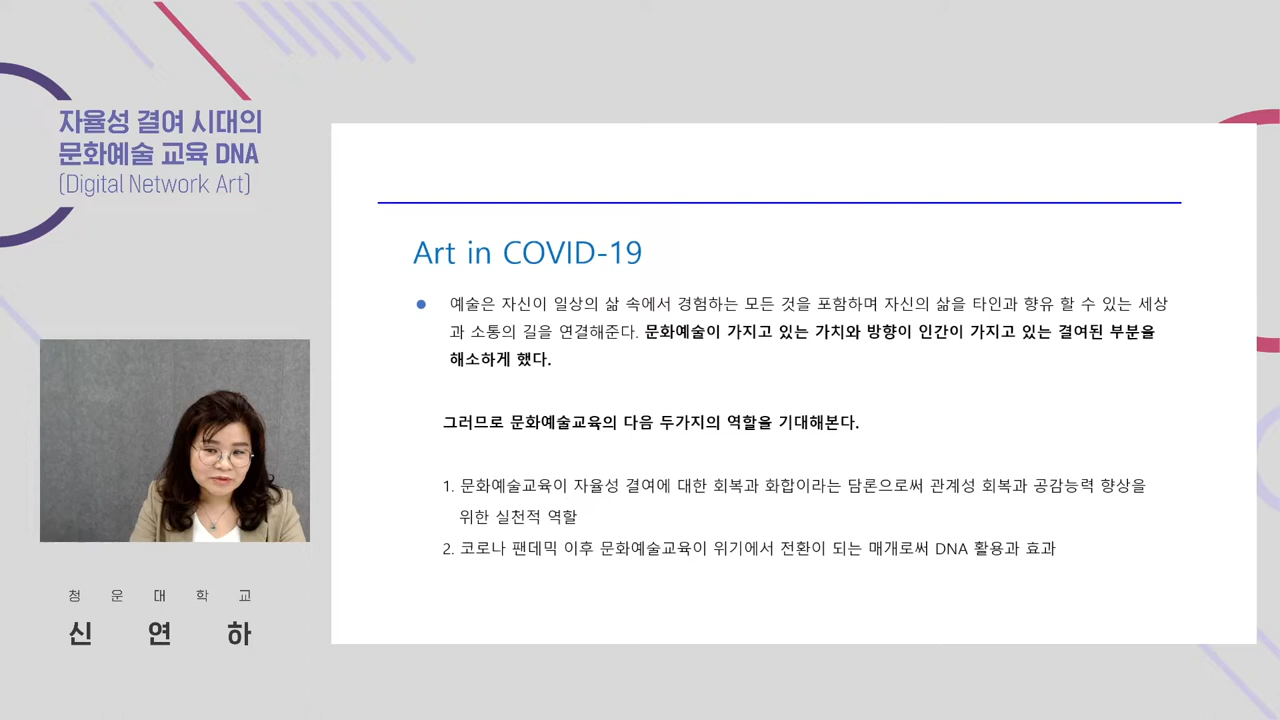 자율성 결여 시대의
문화예술 교육 DNA
(Digital Network Art)
청운대학교
신연하
Art in COVID-19
예술은 자신이 일상의 삶 속에서 경험하는 모든 것을 포함하며 자신의 삶을 타인과 향유 할 수 있는 세상
과 소통의 길을 연결해준다. 문화예술이 가지고 있는 가치와 방향이 인간이 가지고 있는 결여된 부분을
해소하게 했다.
그러므로 문화예술교육의 다음 두가지의 역할을 기대해본다.
1. 문화예술교육이 자율성 결여에 대한 회복과 화합이라는 담론으로써 관계성 회복과 공감능력 향상을
위한 실천적 역할
2. 코로나 팬데믹 이후 문화예술교육이 위기에서 전환이 되는 매개로써 DNA 활용과 효과